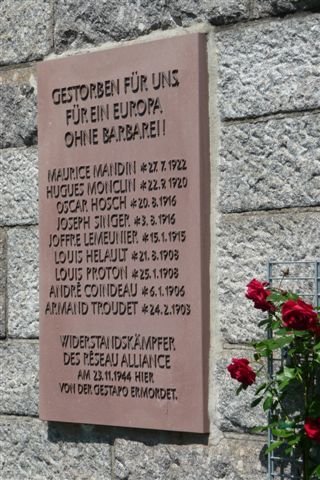 GESTORBEN FÜR UNS,
FÜR EIN EUROPA
OHNE BARBAREI!
MAURICE MANDIN *27.7.1922
HUGUES MONCLIN *22.9.1920
OSCAR HOSCH *20.8.1916
JOSEPH SINGER *3.3.1916
JOFFRE LEMEUNIER *15.1.1915
LOUIS HELAULT *21.8.1908
LOUIS PROTON *25.1.1908
ANDRÈ COINDEAU *6.1.1906
ARMAND TROUDET *24.2.1903
WIDERSTANDSKÄMPFER
DES RÉSEAU ALLIANCE
AM 23.11.1944 HIER
VON DER GESTAPO ERMORDET.